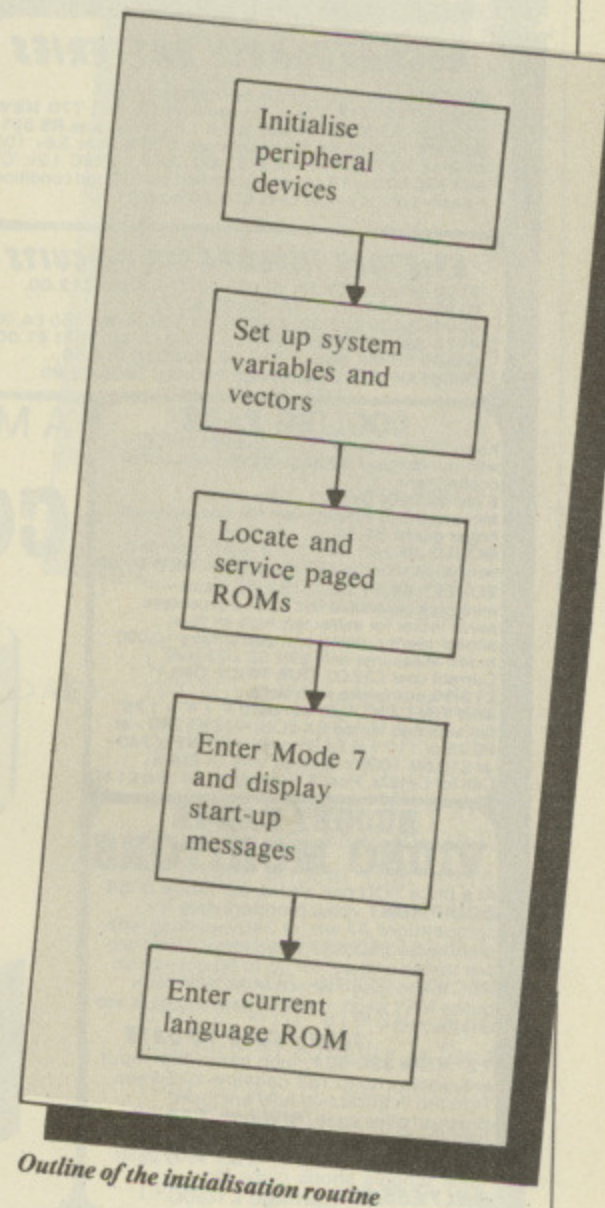 Initialise
peripheral
devices
Set up system
variables and
vectors
Locate and
service paged
ROMs
Enter Mode 7
and display
start-up
messages
Enter current
language ROM
Outline of the initialisation routine